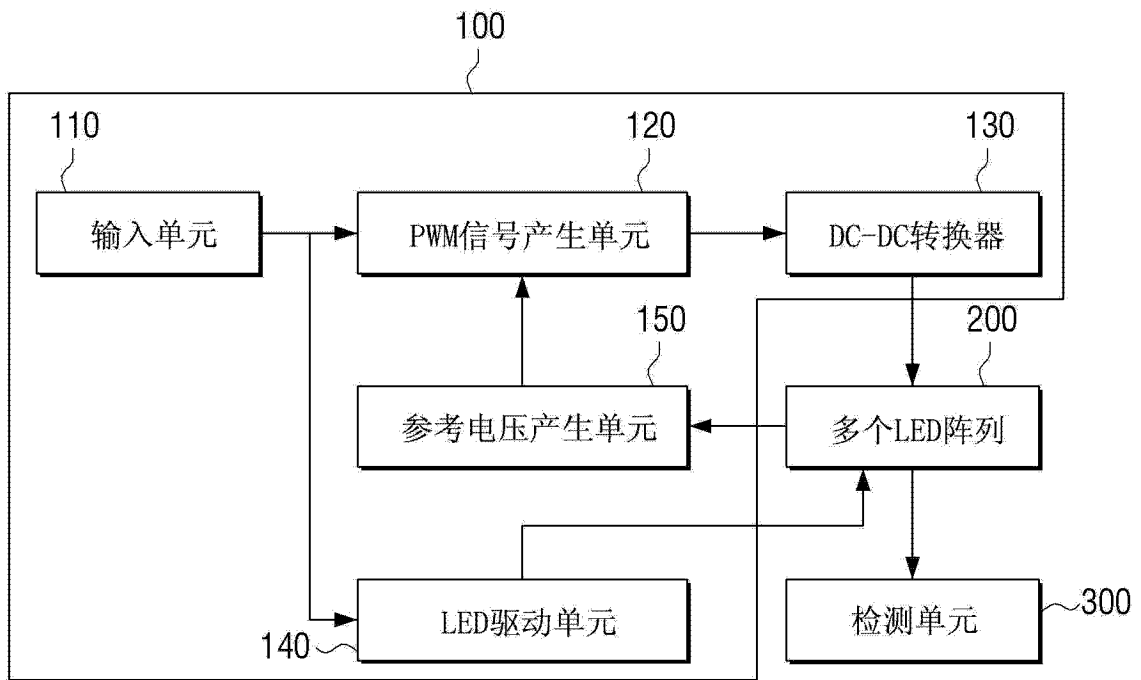 100
110
120
130
输入单元
PWM信号产生单元
DC-DC转换器
150
200
参考电压产生单元
多个LED阵列
LED驱动单元
检测单元
300
140